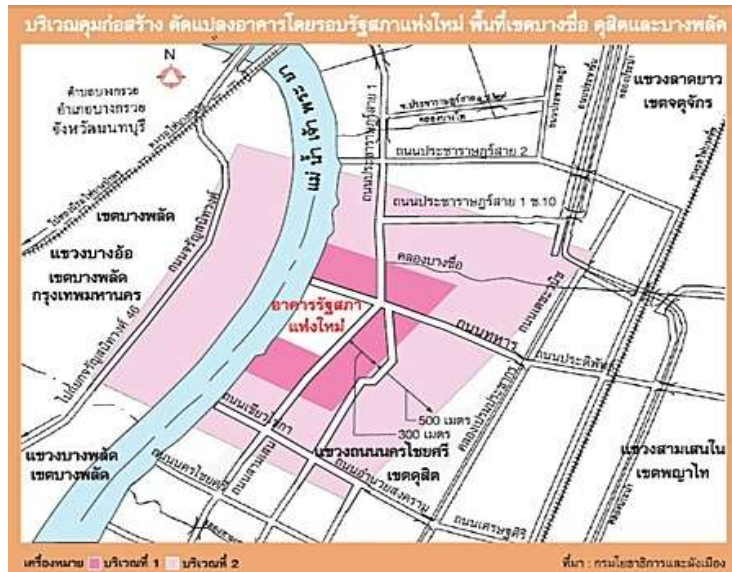 บริเวณคุมก่อสร้าง ดัดแปลงอาคารโดยรอบรัฐสภาแห่งใหม่ พื้นที่เขตบางซื่อ ดุสิตและบางพลัด
N
ตำบลบางกรวย
อำเภอบางกรวย
จังหวัดนนทบุรี
แม่น้ำเจ้าพระยา
ถนนประชาราษฎร์สาย 1
แขวงลาดยาว
เขตจตุจักร
ถนนประชาราษฎร์สาย 2
เขตบางพลัด
ถนนจรัญสนิทวงศ์
ถนนประชาราษฎร์สาย 1 ซ.10
แขวงบางอ้อ
เขตบางพลัด
กรุงเทพมหานคร
คลองบางซื่อ
ถนนเตชะวณิช
อาคารรัฐสภา
แห่งใหม่
ถนนทหาร
ถนนประดิพัทธ์
ไปแยกจรัญสนิทวงศ์ 46
500 เมตร
300 เมตร
ถนนเขียวไข่กา
คลองเปรมประชากร
แขวงบางพลัด
เขตบางพลัด
แขวงถนนนครไชยศรี
เขตดุสิต
แขวงสามเสนใน
เขตพญาไท
ถนนนครไชยศรี
ถนนสามเสน
ถนนอำนวยสงคราม
ถนนเศรษฐศิริ
เครื่องหมาย บริเวณที่ 1 บริเวณที่ 2
ที่มา : กรมโยธาธิการและผังเมือง